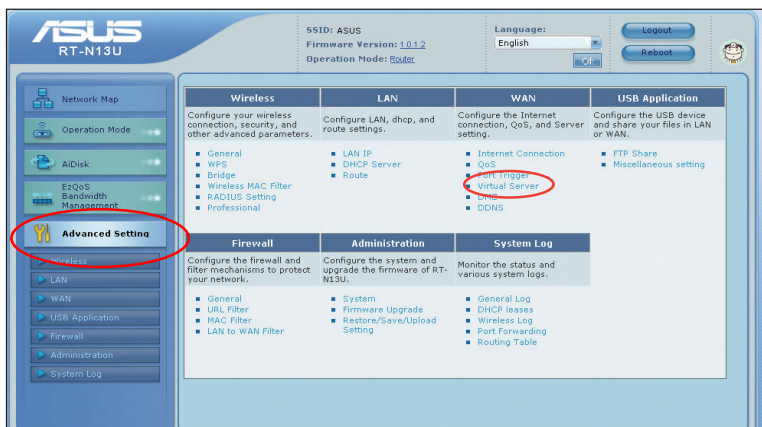 ASUS
RT-N13U
SSID: ASUS
Firmware Version: 1.0.1.2
Operation Mode: Router
Language:
English
OK
Logout
Reboot
Network Map
Operation Mode
AiDisk
EzQoS
Bandwidth
Management
Advanced Setting
Wireless
LAN
WAN
USB Application
Firewall
Administration
System Log
Wireless
Configure your wireless
connection, security, and
other advanced parameters.
General
WPS
Bridge
Wireless MAC Filter
RADIUS Setting
Professional
LAN
Configure LAN, dhcp, and
route settings.
LAN IP
DHCP Server
Route
WAN
Configure the Internet
connection, QoS, and Server
setting.
Internet Connection
QoS
Port Trigger
Virtual Server
DMZ
DDNS
USB Application
Configure the USB device
and share your files in LAN
or WAN.
FTP Share
Miscellaneous setting
Firewall
Configure the firewall and
filter mechanisms to protect
your network.
General
URL Filter
MAC Filter
LAN to WAN Filter
Administration
Configure the system and
upgrade the firmware of RT-
N13U.
System
Firmware Upgrade
Restore/Save/Upload
Setting
System Log
Monitor the status and
various system logs.
General Log
DHCP leases
Wireless Log
Port Forwarding
Routing Table